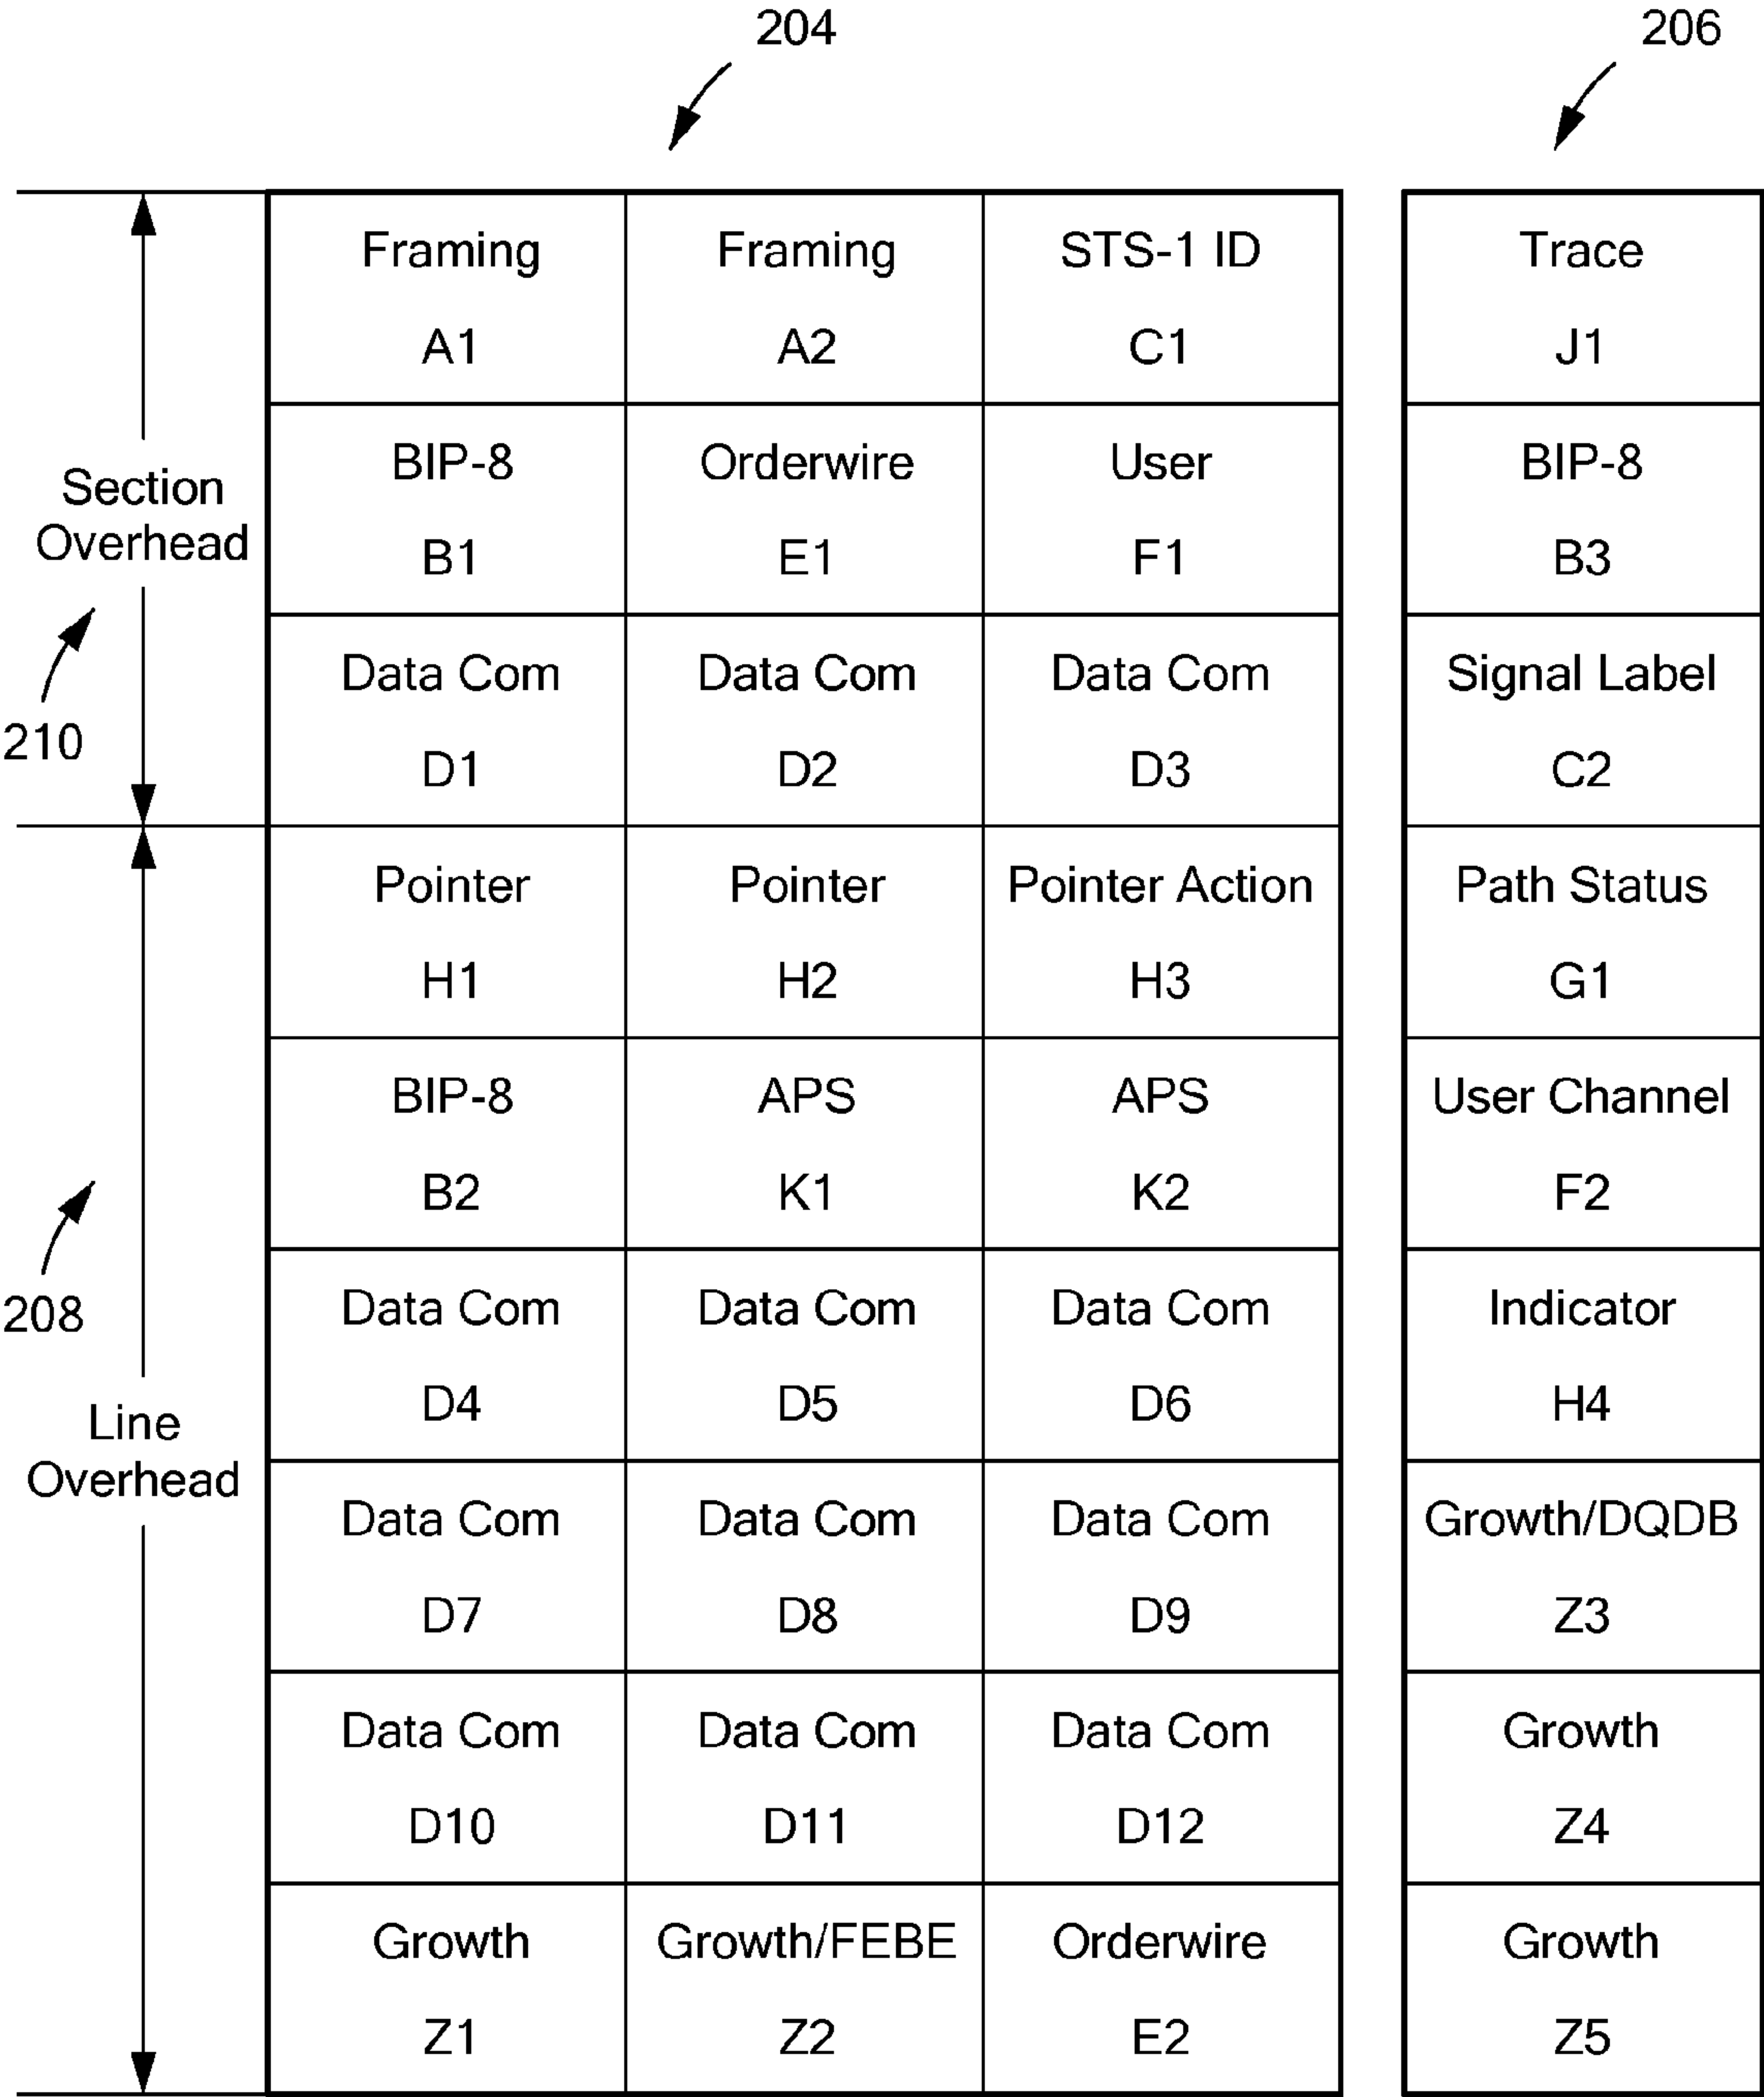 204
206
Framing
A1
Framing
A2
STS-1 ID
C1
Trace
J1
Section
Overhead
210
BIP-8
B1
Orderwire
E1
User
F1
BIP-8
B3
Data Com
D1
Data Com
D2
Data Com
D3
Signal Label
C2
Pointer
H1
Pointer
H2
Pointer Action
H3
Path Status
G1
208
Line
Overhead
BIP-8
B2
APS
K1
APS
K2
User Channel
F2
Data Com
D4
Data Com
D5
Data Com
D6
Indicator
H4
Data Com
D7
Data Com
D8
Data Com
D9
Growth/DQDB
Z3
Data Com
D10
Data Com
D11
Data Com
D12
Growth
Z4
Growth
Z1
Growth/FEBE
Z2
Orderwire
E2
Growth
Z5